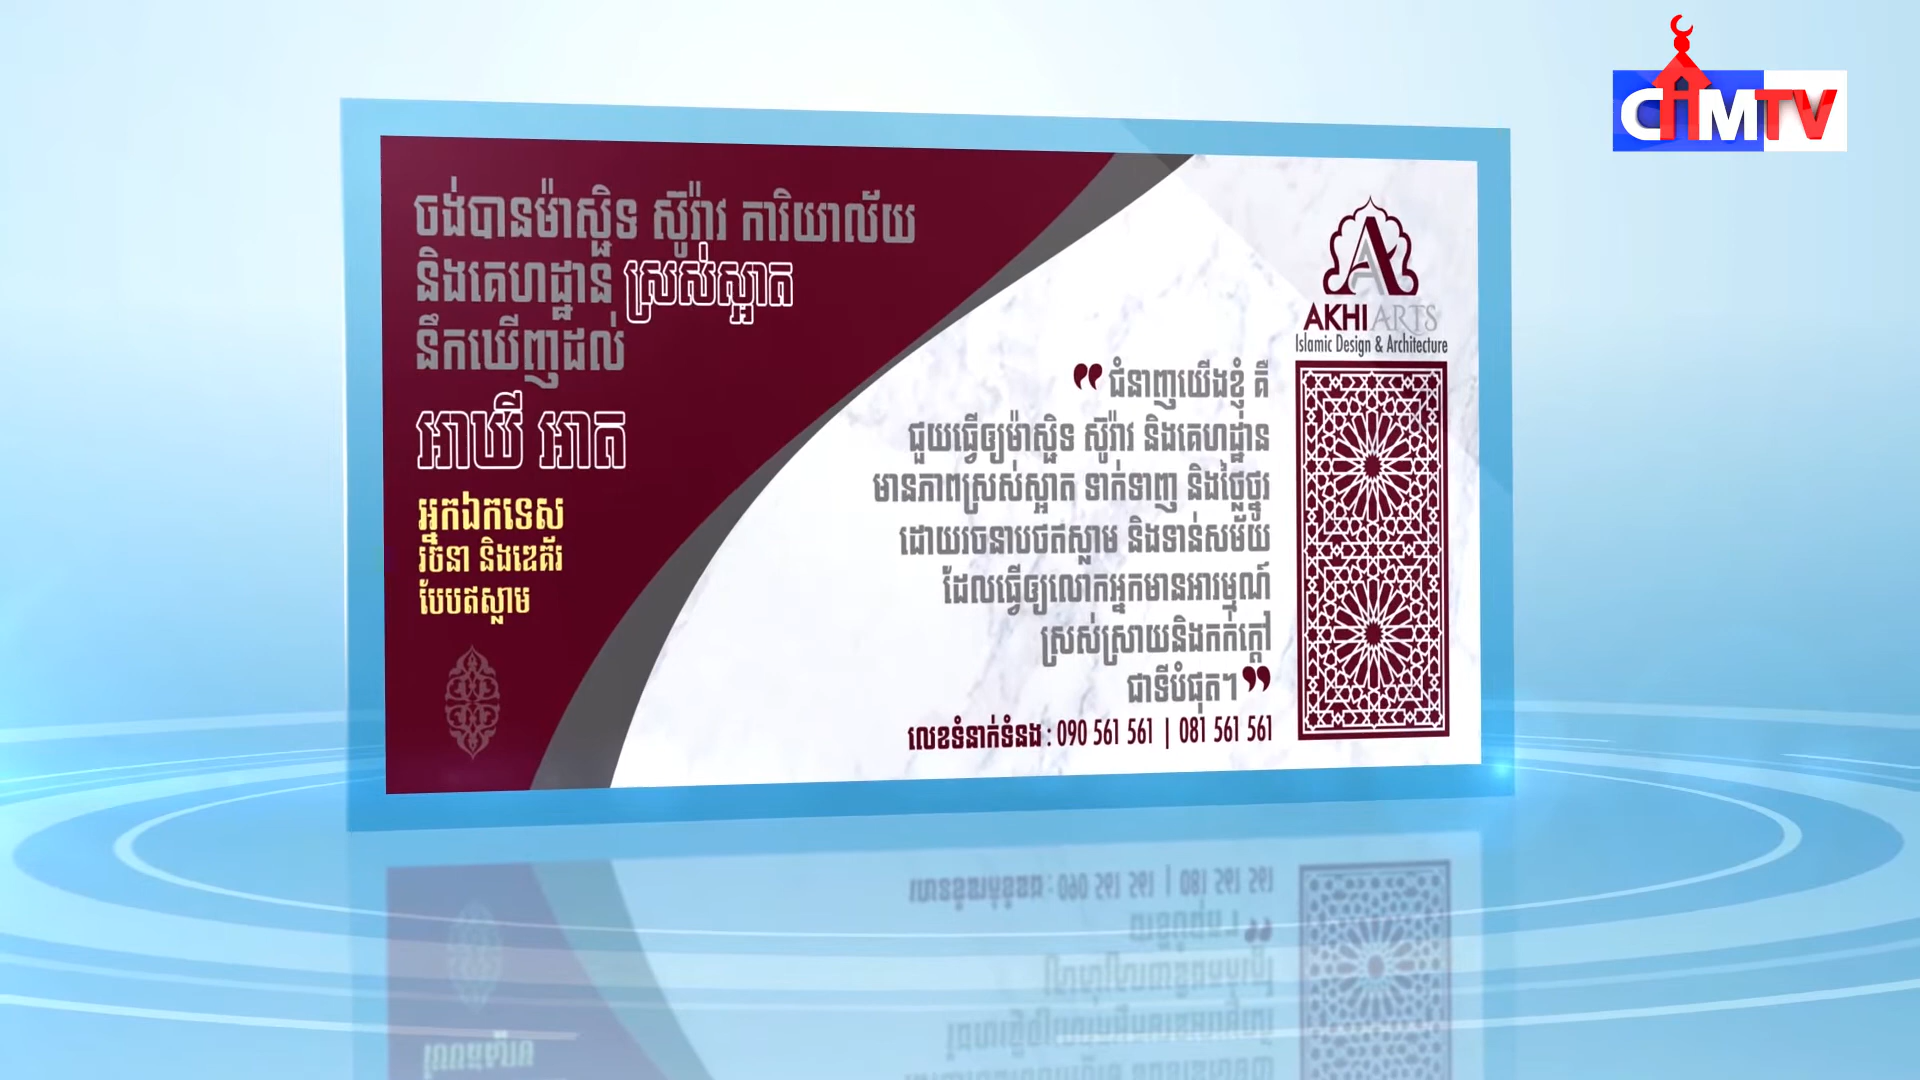 CAMTV
ចង់បានម៉ាស្ជិទ ស៊ូរ៉ាវ ការិយាល័យ
និងគេហដ្ឋាន ស្រស់ស្អាត
នឹកឃើញដល់
អាឃី អាត
អ្នកឯកទេស
រចនា និងឌេគ័រ
បែបឥស្លាម
AKHI ARTS
Islamic Design & Architecture
❝ជំនាញយើងខ្ញុំ គឺ
ជួយធ្វើឲ្យម៉ាស្ជិទ ស៊ូរ៉ាវ និងគេហដ្ឋាន
មានភាពស្រស់ស្អាត ទាក់ទាញ និងថ្លៃថ្នូរ
ដោយរចនាបថឥស្លាម និងទាន់សម័យ
ដែលធ្វើឲ្យលោកអ្នកមានអារម្មណ៍
ស្រស់ស្រាយនិងកក់ក្តៅ
ជាទីបំផុត។❞
លេខទំនាក់ទំនង : 090 561 561 | 081 561 561